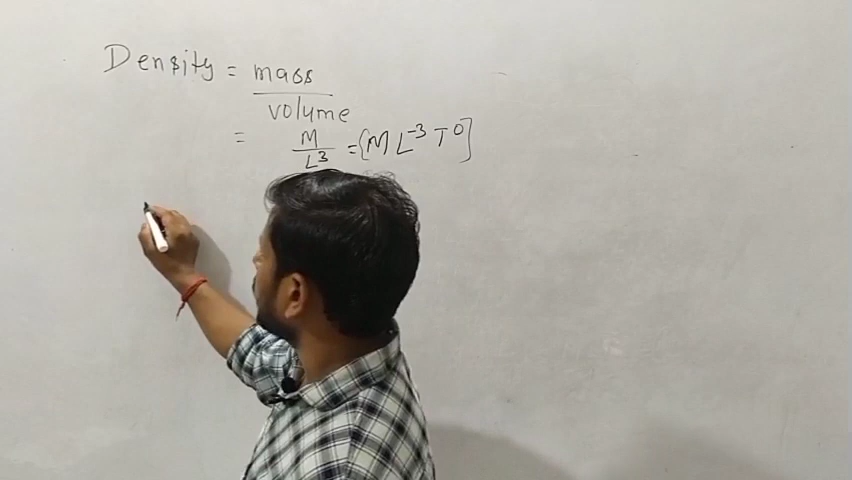 Density = mass
volume
= M
L³ = [M L⁻³ T⁰]